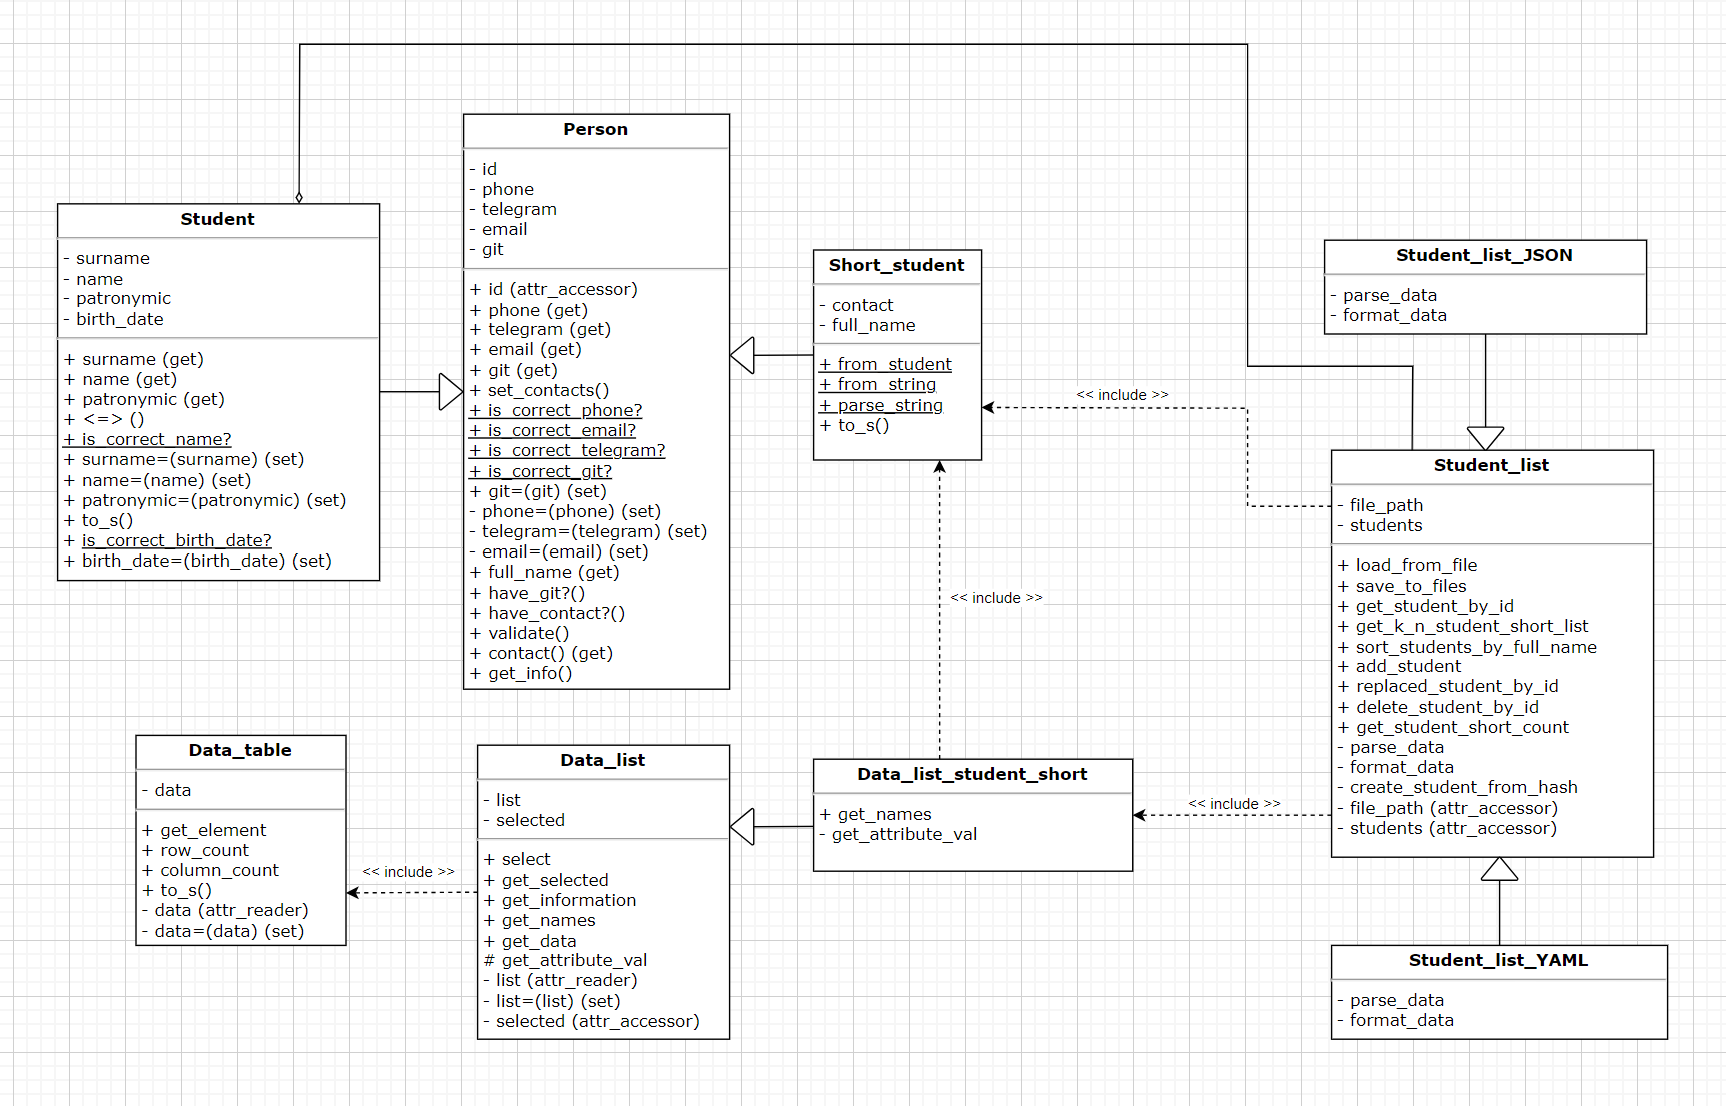 Person
- id
- phone
- telegram
- email
- git
+ id (attr_accessor)
+ phone (get)
+ telegram (get)
+ email (get)
+ git (get)
+ set_contacts()
+ is_correct_phone?
+ is_correct_email?
+ is_correct_telegram?
+ is_correct_git?
+ git=(git) (set)
- phone=(phone) (set)
- telegram=(telegram) (set)
- email=(email) (set)
+ full_name (get)
+ have_git?()
+ have_contact?()
+ validate()
+ contact() (get)
+ get_info()
Student
- surname
- name
- patronymic
- birth_date
+ surname (get)
+ name (get)
+ patronymic (get)
+ <=> ()
+ is_correct_name?
+ surname=(surname) (set)
+ name=(name) (set)
+ patronymic=(patronymic) (set)
+ to_s()
+ is_correct_birth_date?
+ birth_date=(birth_date) (set)
Short_student
- contact
- full_name
+ from_student
+ from_string
+ parse_string
+ to_s()
Student_list_JSON
- parse_data
- format_data
<< include >>
Student_list
- file_path
- students
+ load_from_file
+ save_to_files
+ get_student_by_id
+ get_k_n_student_short_list
+ sort_students_by_full_name
+ add_student
+ replaced_student_by_id
+ delete_student_by_id
+ get_student_short_count
- parse_data
- format_data
- create_student_from_hash
- file_path (attr_accessor)
- students (attr_accessor)
<< include >>
Data_table
- data
+ get_element
+ row_count
+ column_count
+ to_s()
- data (attr_reader)
- data=(data) (set)
<< include >>
Data_list
- list
- selected
+ select
+ get_selected
+ get_information
+ get_names
+ get_data
# get_attribute_val
- list (attr_reader)
- list=(list) (set)
- selected (attr_accessor)
Data_list_student_short
+ get_names
- get_attribute_val
<< include >>
Student_list_YAML
- parse_data
- format_data